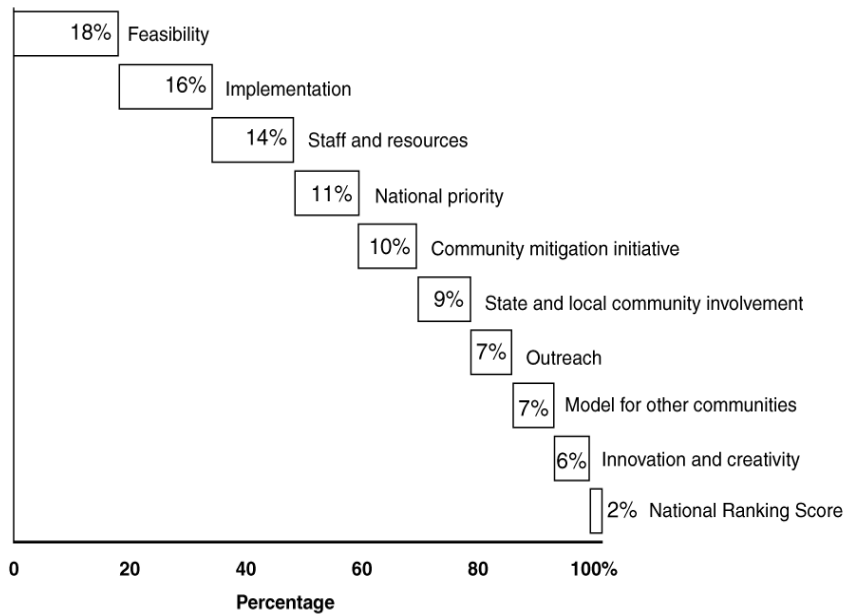 18% Feasibility
16% Implementation
14% Staff and resources
11% National priority
10% Community mitigation initiative
9% State and local community involvement
7% Outreach
7% Model for other communities
6% Innovation and creativity
2% National Ranking Score
0 20 40 60 80 100%
Percentage